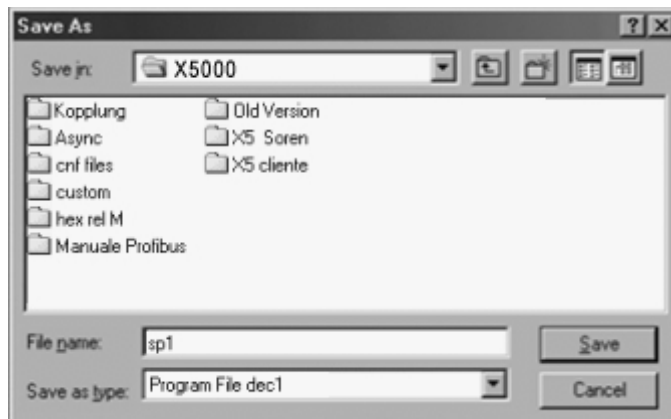 Save As
Save in: X5000
Kopplung
Async
cnf files
custom
hex rel M
Manuale Profibus
Old Version
X5 Soren
X5 cliente
File name: sp1 Save
Save as type: Program File dec1 Cancel